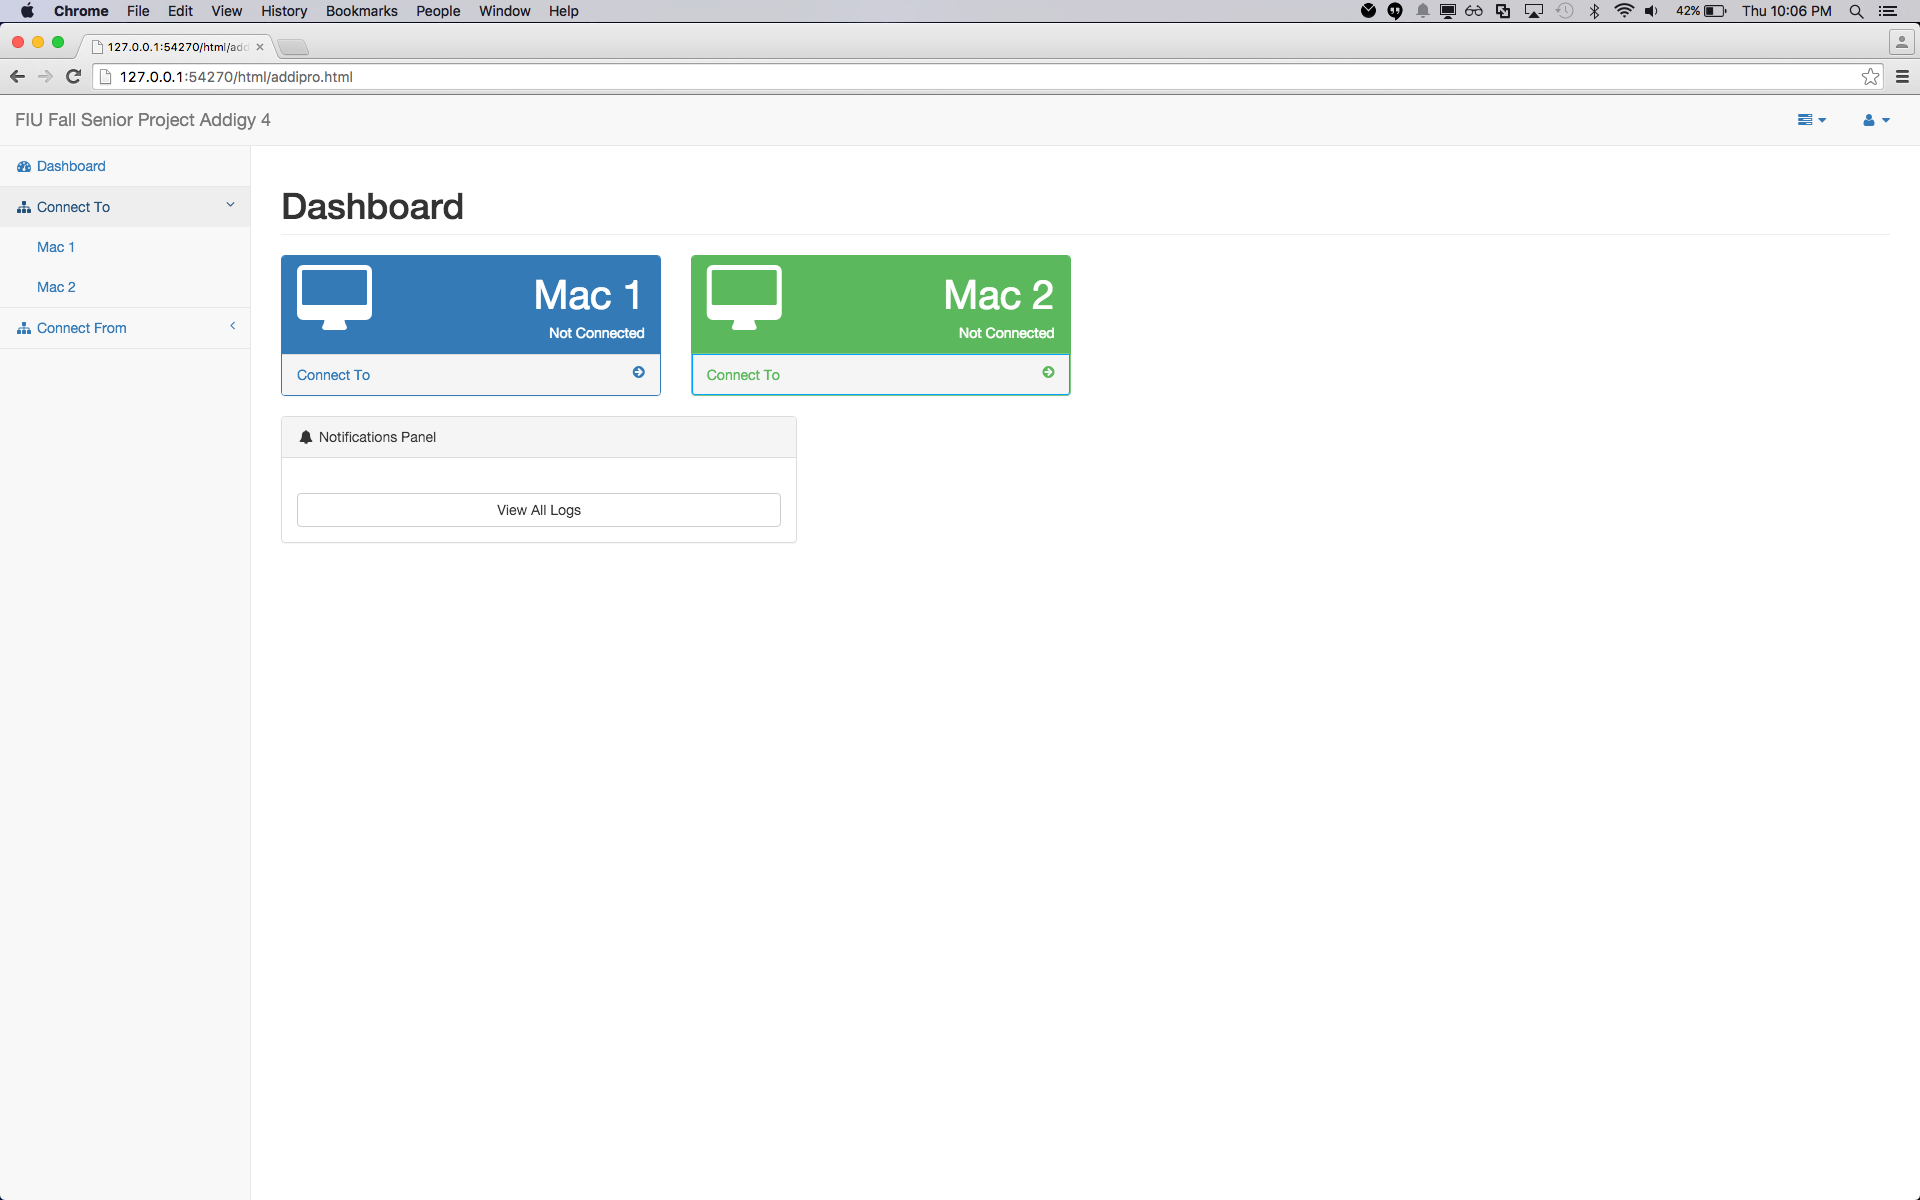 Chrome File Edit View History Bookmarks People Window Help 42% Thu 10:06 PM
127.0.0.1:54270/html/add
127.0.0.1:54270/html/addipro.html
FIU Fall Senior Project Addigy 4
Dashboard
Connect To
Mac 1
Mac 2
Connect From
Dashboard
Mac 1
Not Connected
Connect To
Mac 2
Not Connected
Connect To
Notifications Panel
View All Logs